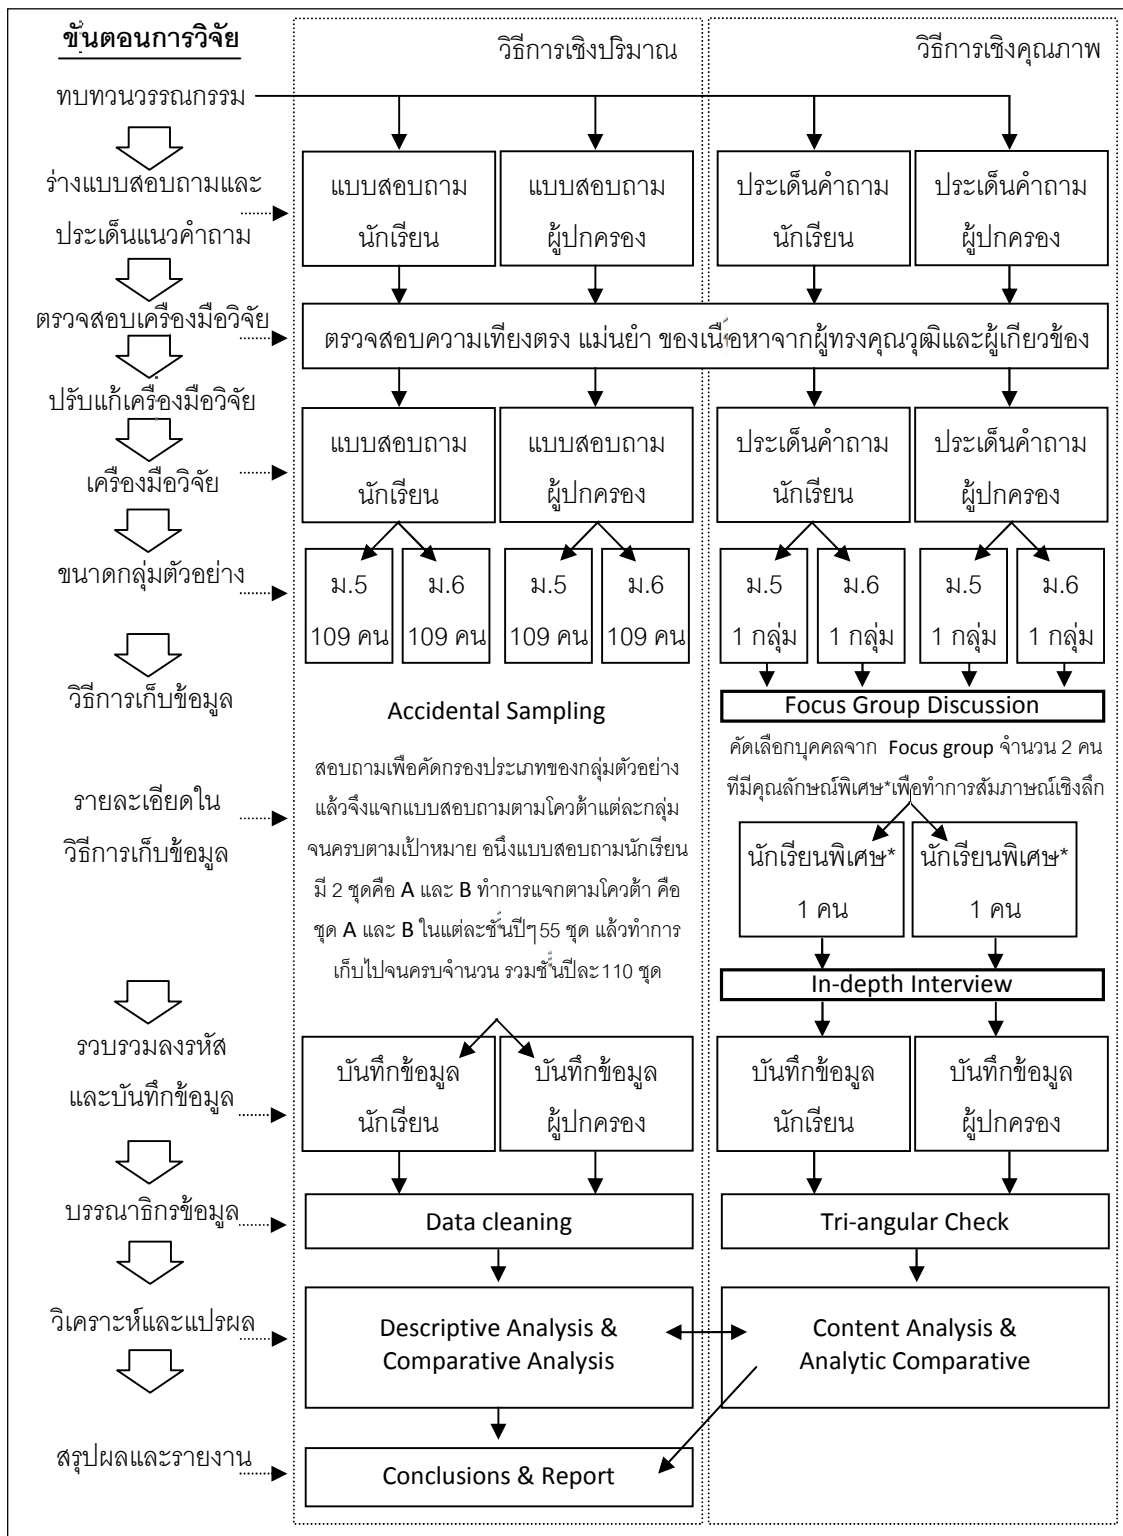 ขั้นตอนการวิจัย
วิธีการเชิงปริมาณ
วิธีการเชิงคุณภาพ
ทบทวนวรรณกรรม
ร่างแบบสอบถามและ
ประเด็นแนวคำถาม
แบบสอบถาม
นักเรียน
แบบสอบถาม
ผู้ปกครอง
ประเด็นคำถาม
นักเรียน
ประเด็นคำถาม
ผู้ปกครอง
ตรวจสอบเครื่องมือวิจัย
ตรวจสอบความเที่ยงตรง แม่นยำ ของเนื้อหาจากผู้ทรงคุณวุฒิและผู้เกี่ยวข้อง
ปรับแก้เครื่องมือวิจัย
เครื่องมือวิจัย
แบบสอบถาม
นักเรียน
แบบสอบถาม
ผู้ปกครอง
ประเด็นคำถาม
นักเรียน
ประเด็นคำถาม
ผู้ปกครอง
ขนาดกลุ่มตัวอย่าง
ม.5
109 คน
ม.6
109 คน
ม.5
109 คน
ม.6
109 คน
ม.5
1 กลุ่ม
ม.6
1 กลุ่ม
ม.5
1 กลุ่ม
ม.6
1 กลุ่ม
วิธีการเก็บข้อมูล
Accidental Sampling
Focus Group Discussion
รายละเอียดใน
วิธีการเก็บข้อมูล
สอบถามเพื่อคัดกรองประเภทของกลุ่มตัวอย่าง
แล้วจึงแจกแบบสอบถามตามโควต้าแต่ละกลุ่ม
จนครบตามเป้าหมาย อนึ่งแบบสอบถามนักเรียน
มี 2 ชุดคือ A และ B ทำการแจกตามโควต้า คือ
ชุด A และ B ในแต่ละชั้นปีๆ 55 ชุด แล้วทำการ
เก็บไปจนครบจำนวน รวมชั้นปีละ 110 ชุด
คัดเลือกบุคคลจาก Focus group จำนวน 2 คน
ที่มีคุณลักษณ์พิเศษ*เพื่อทำการสัมภาษณ์เชิงลึก
นักเรียนพิเศษ*
1 คน
นักเรียนพิเศษ*
1 คน
In-depth Interview
รวบรวมลงรหัส
และบันทึกข้อมูล
บันทึกข้อมูล
นักเรียน
บันทึกข้อมูล
ผู้ปกครอง
บันทึกข้อมูล
นักเรียน
บันทึกข้อมูล
ผู้ปกครอง
บรรณาธิกรข้อมูล
Data cleaning
Tri-angular Check
วิเคราะห์และแปรผล
Descriptive Analysis &
Comparative Analysis
Content Analysis &
Analytic Comparative
สรุปผลและรายงาน
Conclusions & Report